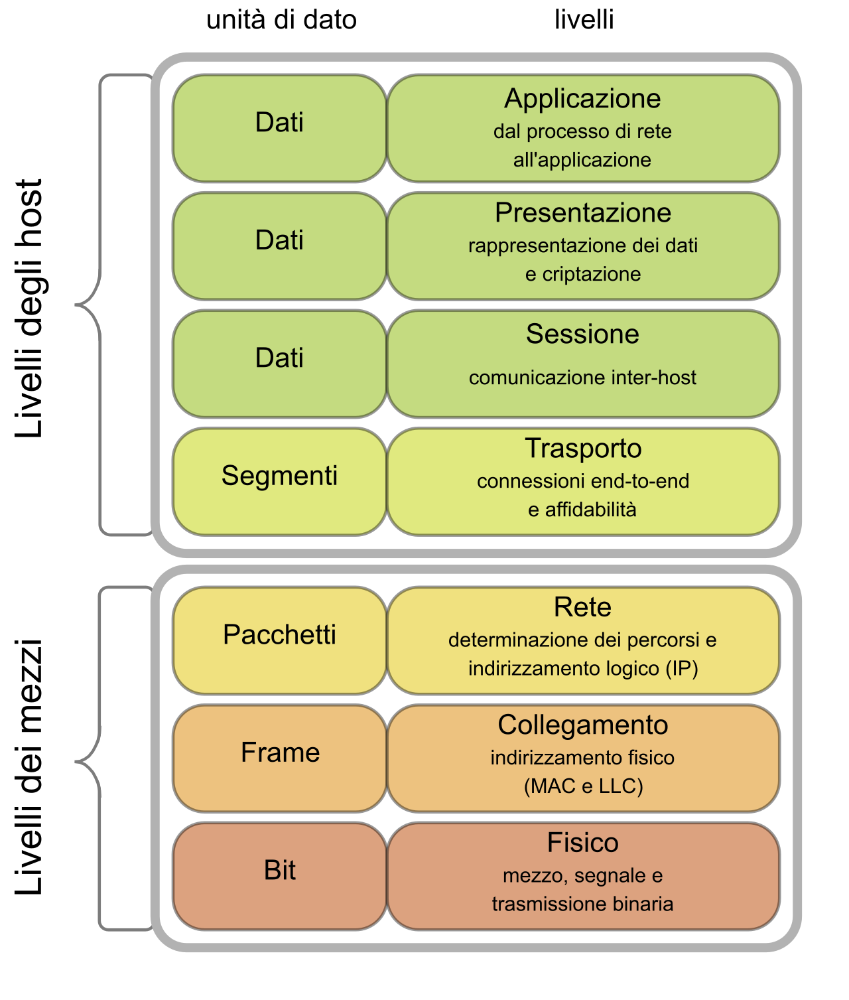 unità di dato livelli
Livelli degli host
Dati
Applicazione
dal processo di rete
all'applicazione
Dati
Presentazione
rappresentazione dei dati
e criptazione
Dati
Sessione
comunicazione inter-host
Segmenti
Trasporto
connessioni end-to-end
e affidabilità
Livelli dei mezzi
Pacchetti
Rete
determinazione dei percorsi e
indirizzamento logico (IP)
Frame
Collegamento
indirizzamento fisico
(MAC e LLC)
Bit
Fisico
mezzo, segnale e
trasmissione binaria